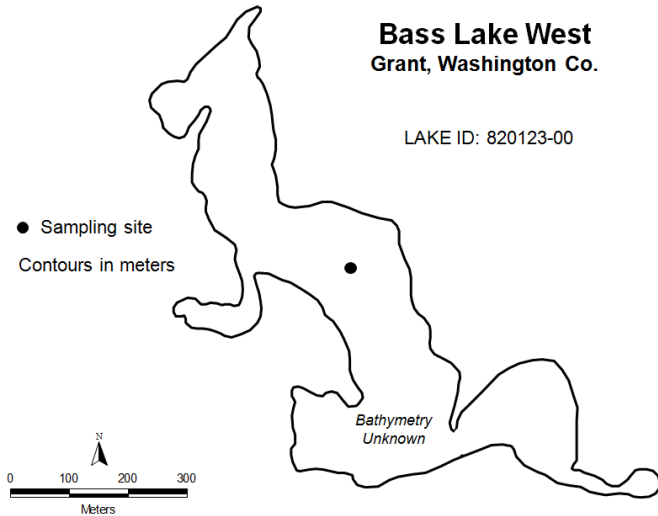 Bass Lake West
Grant, Washington Co.
LAKE ID: 820123-00
Sampling site
Contours in meters
Bathymetry
Unknown
N
0 100 200 300
Meters